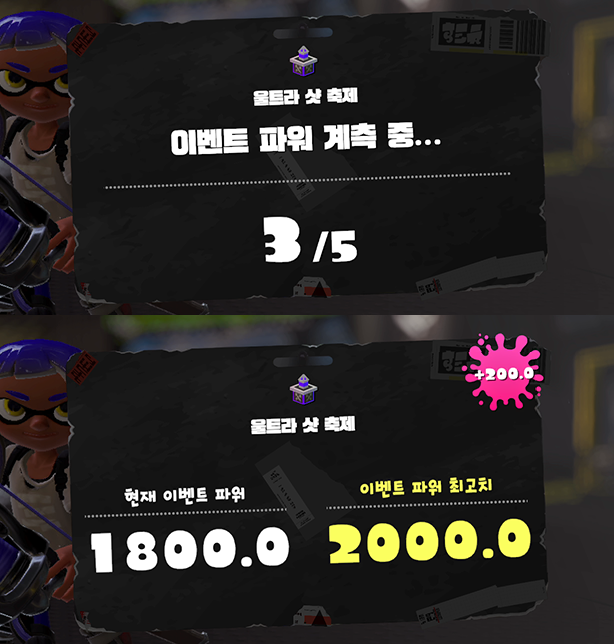 울트라 샷 축제
이벤트 파워 계측 중...
3 /5
+200.0
울트라 샷 축제
현재 이벤트 파워
이벤트 파워 최고치
1800.0
2000.0